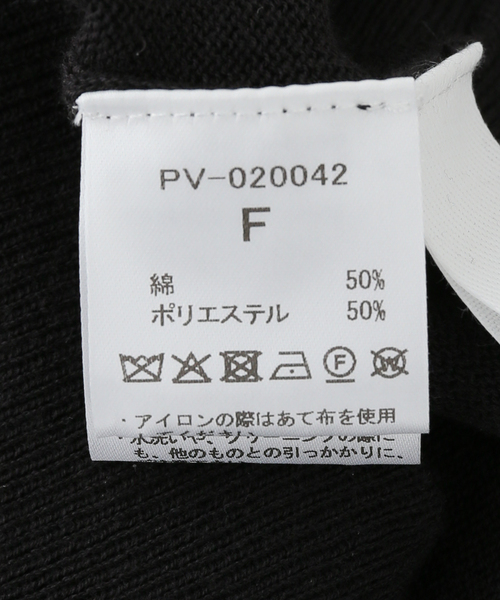 PV-020042
F
綿 50%
ポリエステル 50%
F W
・アイロンの際はあて布を使用
も、他のものとの引っかかりに、